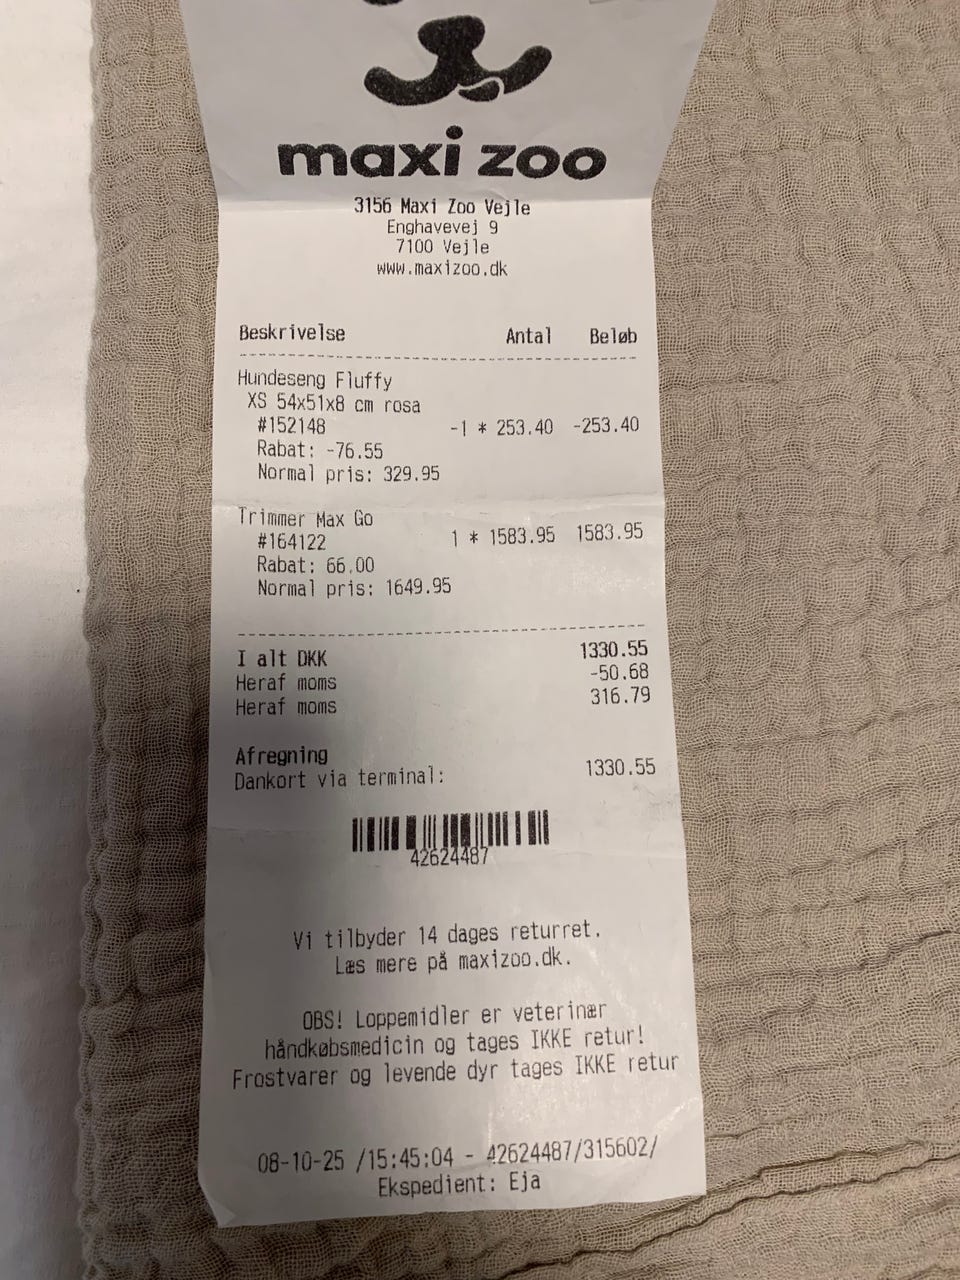 maxi zoo
3156 Maxi Zoo Vejle
Enghavevej 9
7100 Vejle
www.maxizoo.dk
Beskrivelse Antal Beløb
Hundeseng Fluffy
XS 54x51x8 cm rosa
#152148 -1 * 253.40 -253.40
Rabat: -76.55
Normal pris: 329.95
Trimmer Max Go
#164122 1 * 1583.95 1583.95
Rabat: 66.00
Normal pris: 1649.95
I alt DKK 1330.55
Heraf moms -50.68
Heraf moms 316.79
Afregning
Dankort via terminal: 1330.55
42624487
Vi tilbyder 14 dages returret.
Læs mere på maxizoo.dk.
OBS! Loppemidler er veterinær
håndkøbsmedicin og tages IKKE retur!
Frostvarer og levende dyr tages IKKE retur
08-10-25 /15:45:04 - 42624487/315602/
Ekspedient: Eja